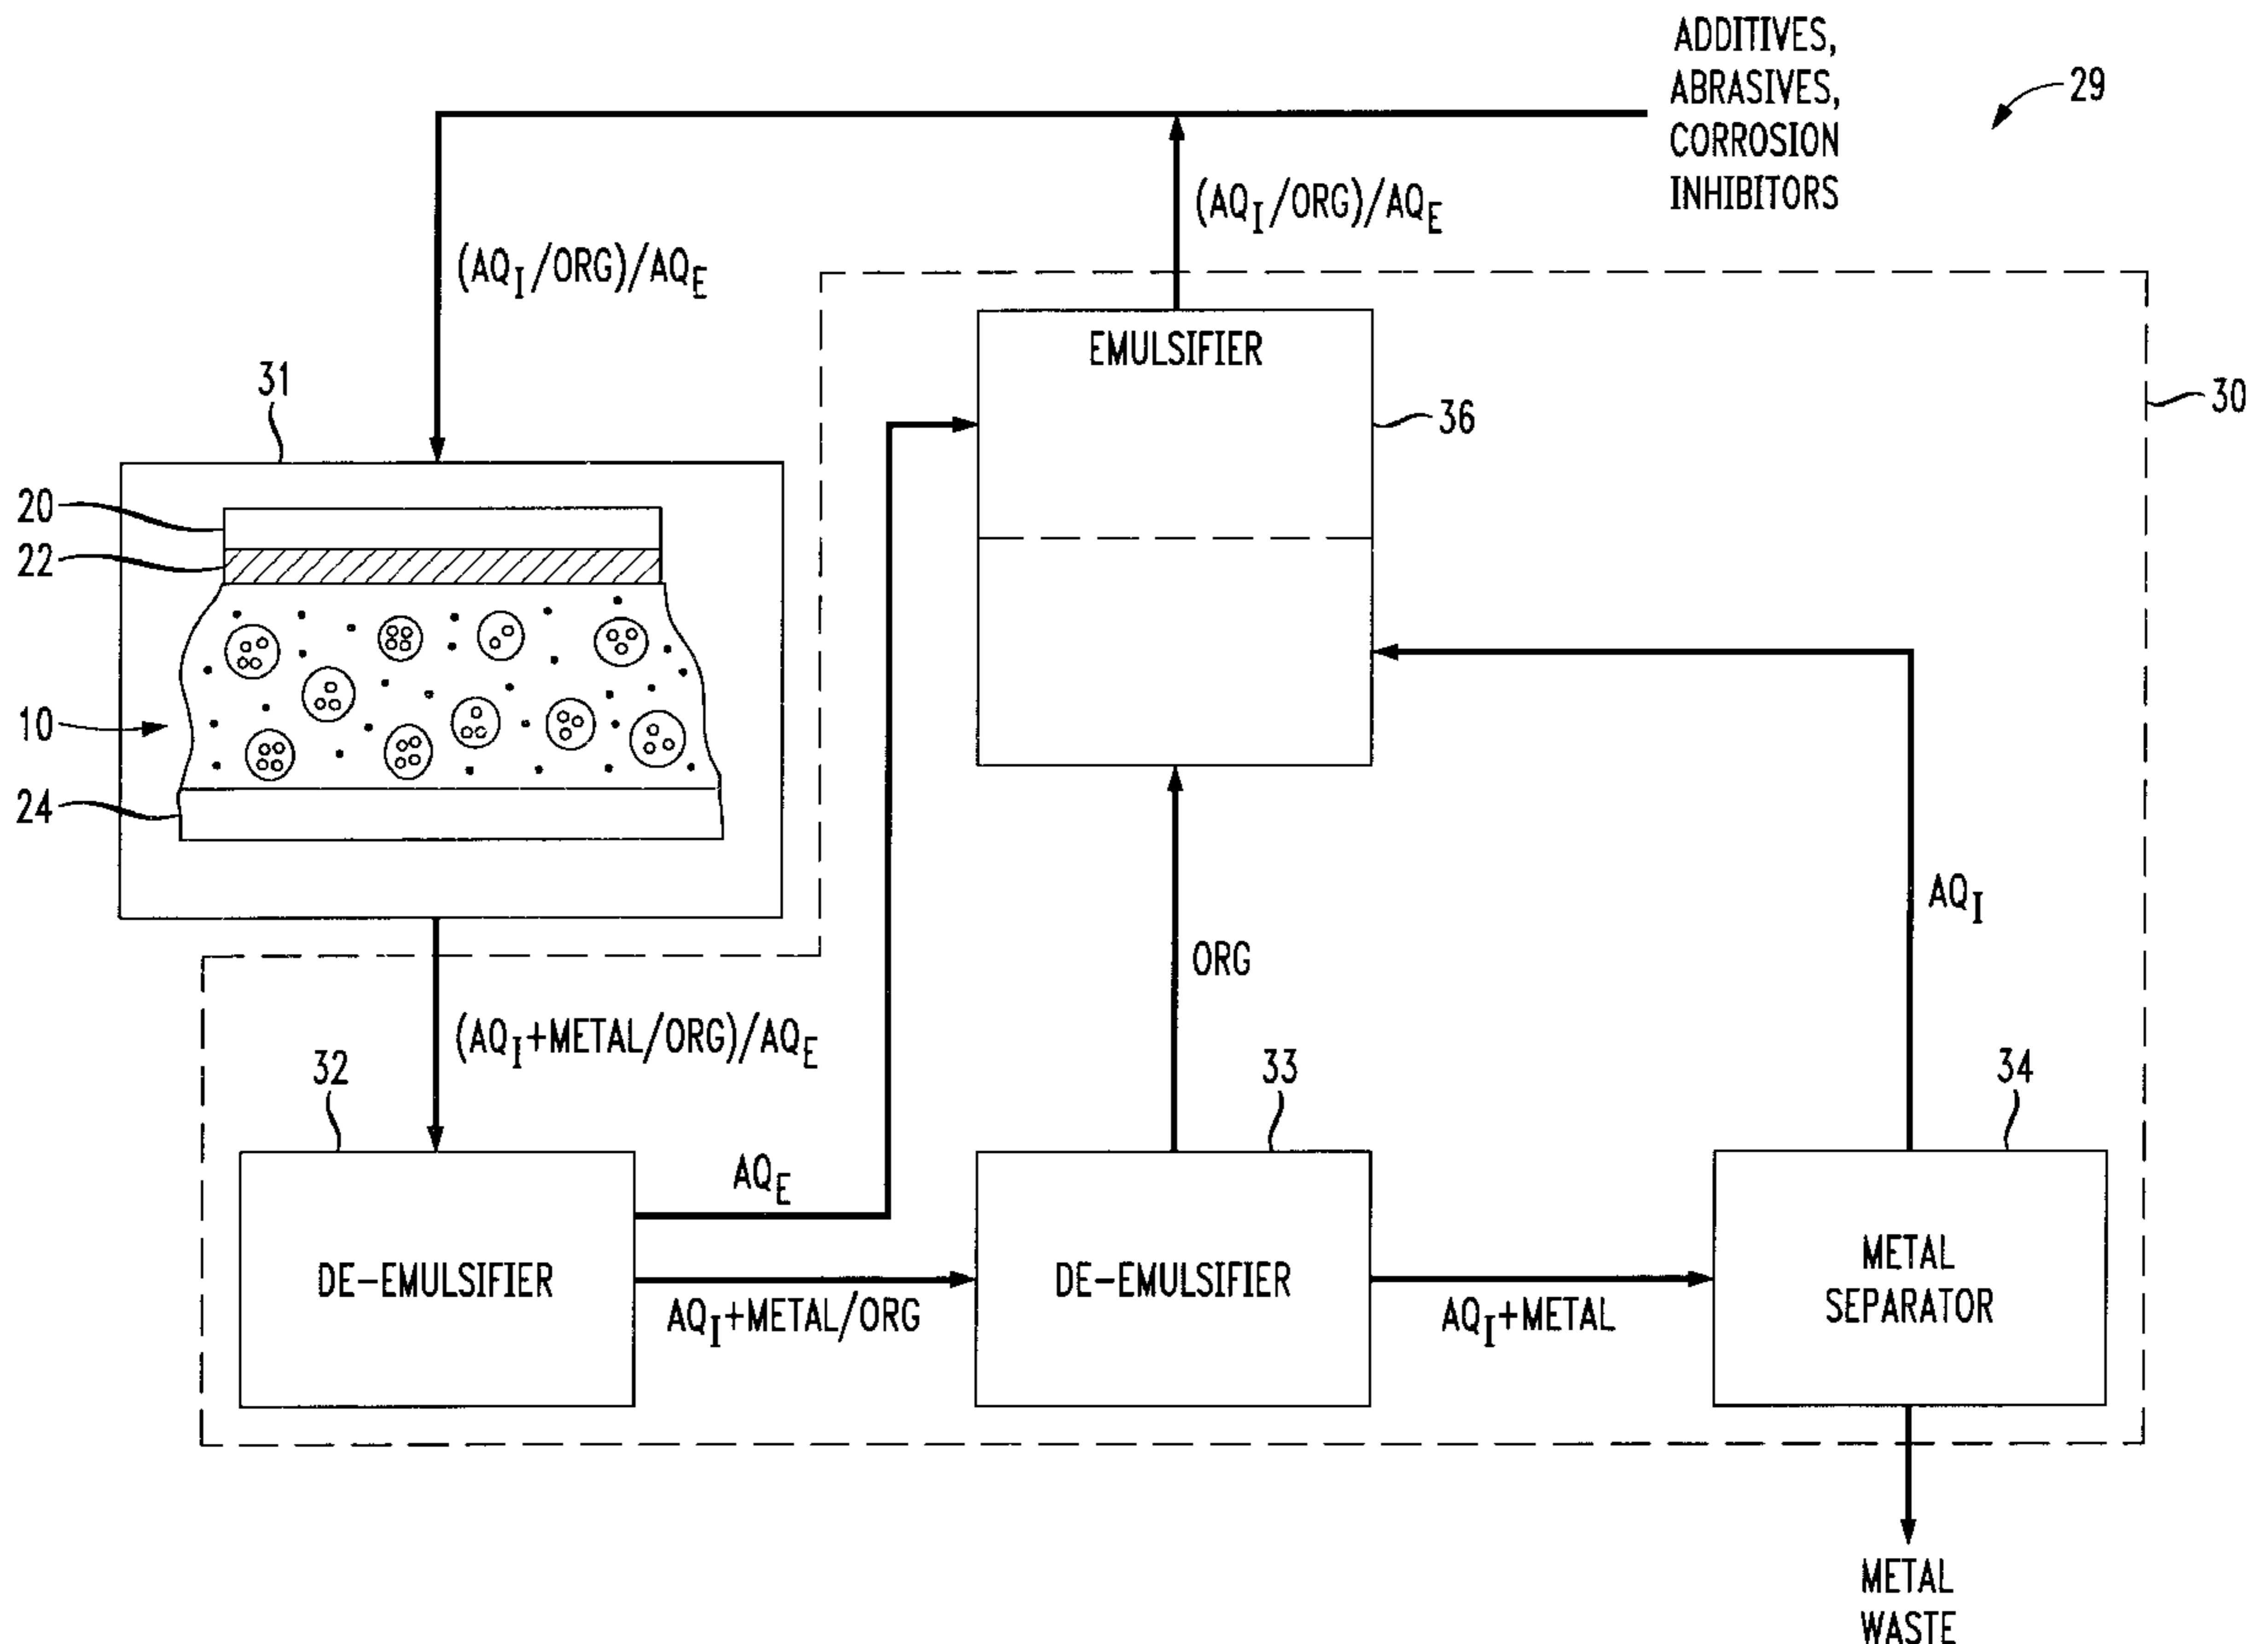 ADDITIVES,
ABRASIVES,
CORROSION
INHIBITORS
29
(AQI/ORG)/AQE
(AQI/ORG)/AQE
EMULSIFIER
31
30
36
20
22
10
24
AQI
ORG
(AQI+METAL/ORG)/AQE
32
33
34
AQE
DE-EMULSIFIER
DE-EMULSIFIER
METAL
SEPARATOR
AQI+METAL/ORG
AQI+METAL
METAL
WASTE